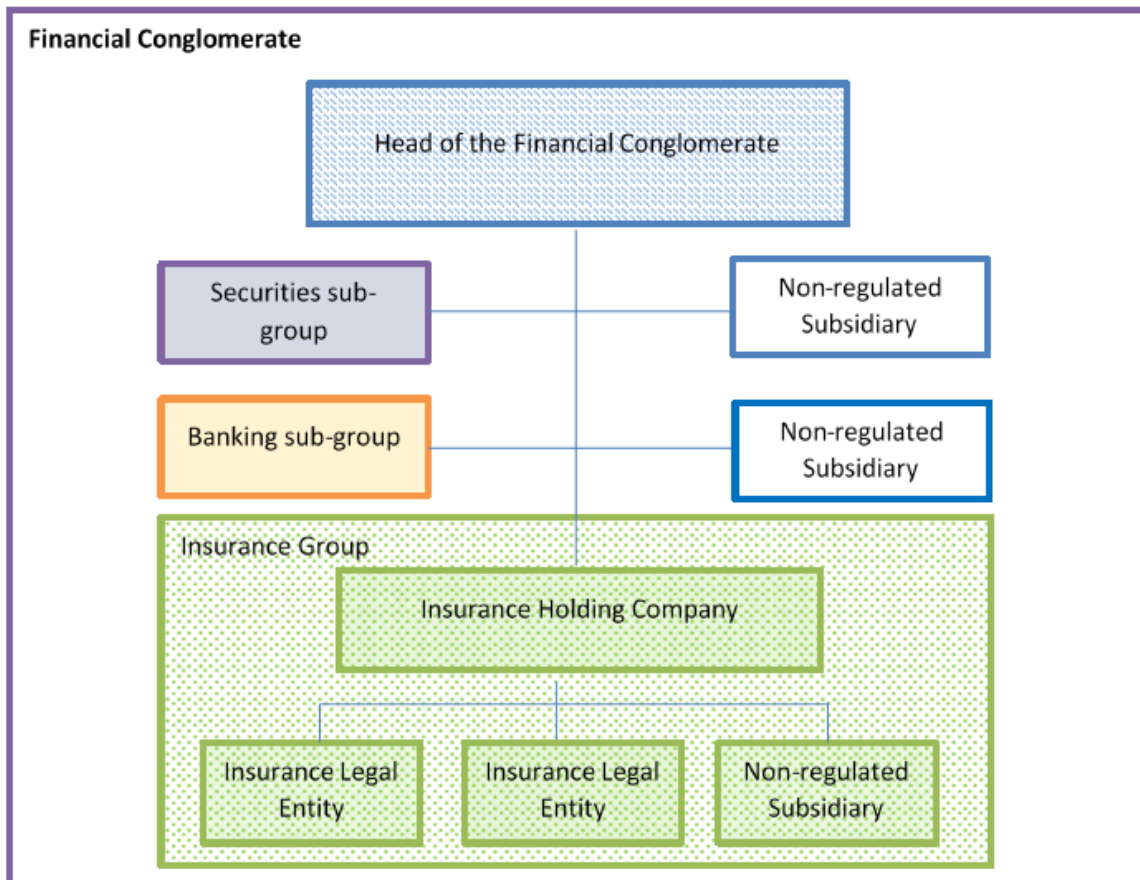 Financial Conglomerate
Head of the Financial Conglomerate
Securities sub-
group
Non-regulated
Subsidiary
Banking sub-group
Non-regulated
Subsidiary
Insurance Group
Insurance Holding Company
Insurance Legal
Entity
Insurance Legal
Entity
Non-regulated
Subsidiary